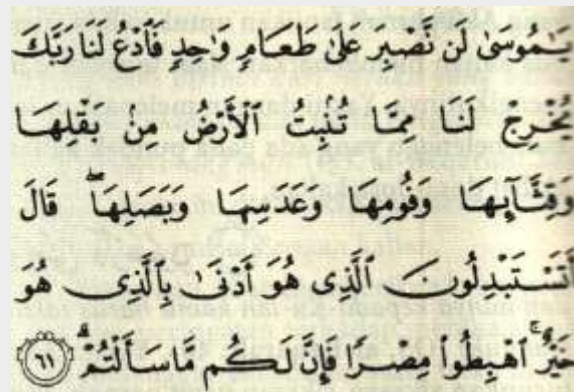 يَٰمُوسَىٰ لَن نَّصْبِرَ عَلَىٰ طَعَامٍ وَٰحِدٍ فَٱدْعُ لَنَا رَبَّكَ
يُخْرِجْ لَنَا مِمَّا تُنۢبِتُ ٱلْأَرْضُ مِنۢ بَقْلِهَا
وَقِثَّآئِهَا وَفُومِهَا وَعَدَسِهَا وَبَصَلِهَا ۖ قَالَ
أَتَسْتَبْدِلُونَ ٱلَّذِى هُوَ أَدْنَىٰ بِٱلَّذِى هُوَ
خَيْرٌ ۚ ٱهْبِطُوا۟ مِصْرًا فَإِنَّ لَكُم مَّا سَأَلْتُمْ ۗ ٦١